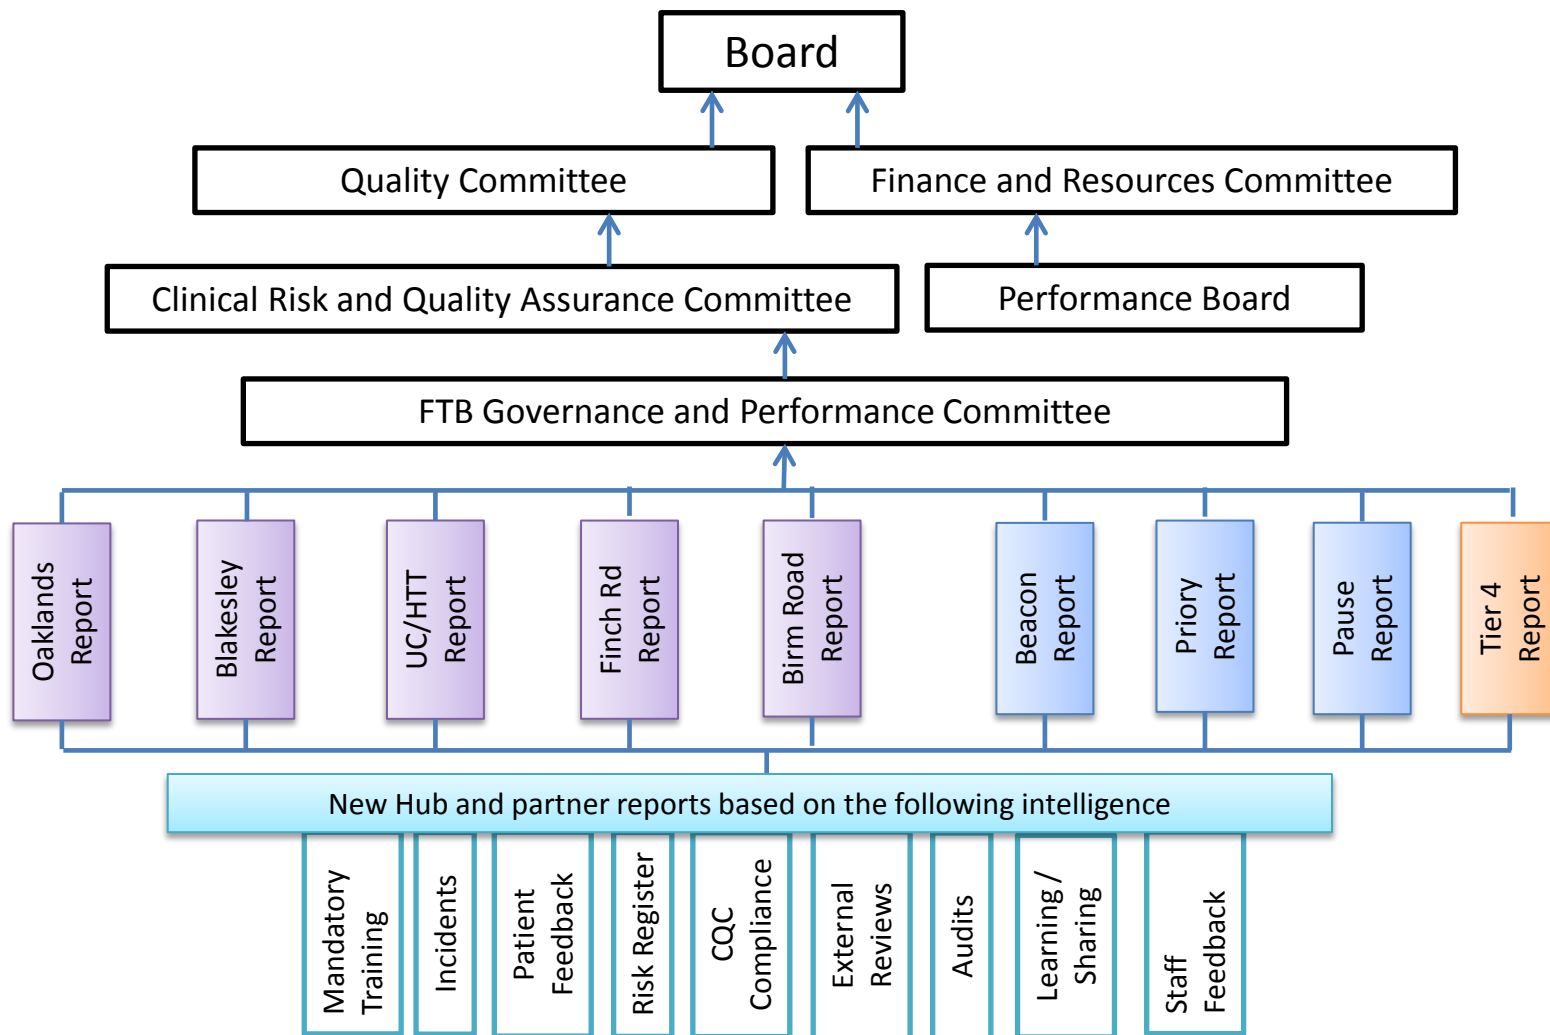 Board
Quality Committee
Finance and Resources Committee
Clinical Risk and Quality Assurance Committee
Performance Board
FTB Governance and Performance Committee
Oaklands
Report
Blakesley
Report
UC/HTT
Report
Finch Rd
Report
Birm Road
Report
Beacon
Report
Priory
Report
Pause
Report
Tier 4
Report
New Hub and partner reports based on the following intelligence
Mandatory
Training
Incidents
Patient
Feedback
Risk Register
CQC
Compliance
External
Reviews
Audits
Learning /
Sharing
Staff
Feedback